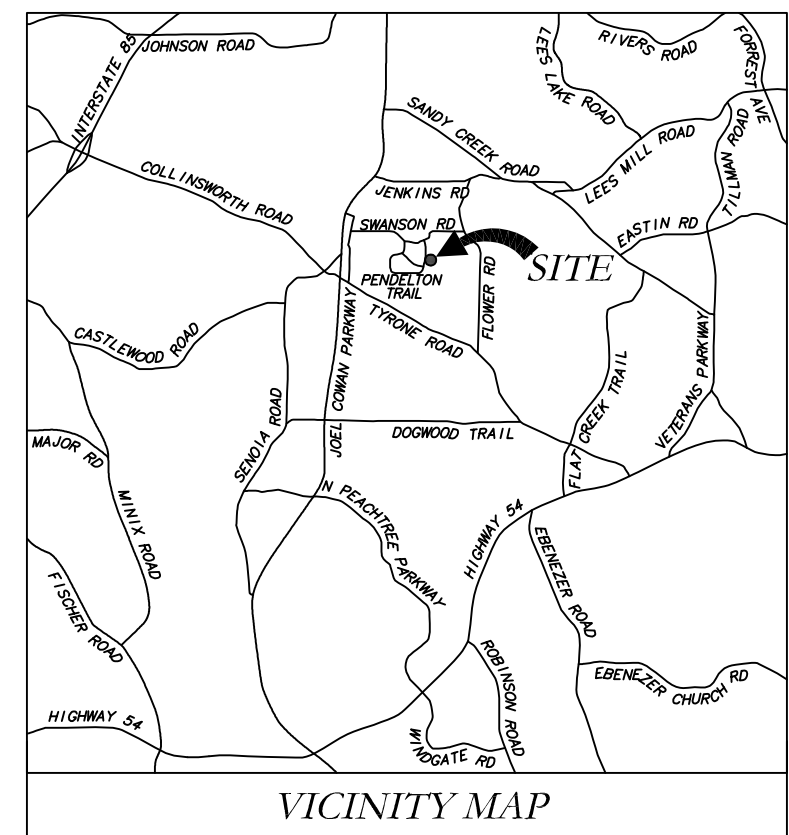 INTERSTATE 85
JOHNSON ROAD
LEES LAKE ROAD
RIVERS ROAD
FORREST AVE
SANDY CREEK ROAD
LEES MILL ROAD
TILLMAN ROAD
COLLINSWORTH ROAD
JENKINS RD
SWANSON RD
EASTIN RD
SITE
PENDELTON
TRAIL
FLOWER RD
TYRONE ROAD
JOEL COWAN PARKWAY
CASTLEWOOD ROAD
FLAT CREEK TRAIL
VETERANS PARKWAY
SENOIA ROAD
DOGWOOD TRAIL
MAJOR RD
MINIX ROAD
N PEACHTREE PARKWAY
HIGHWAY 54
EBENEZER ROAD
FISCHER ROAD
ROBINSON ROAD
EBENEZER CHURCH RD
HIGHWAY 54
WINDGATE RD
VICINITY MAP